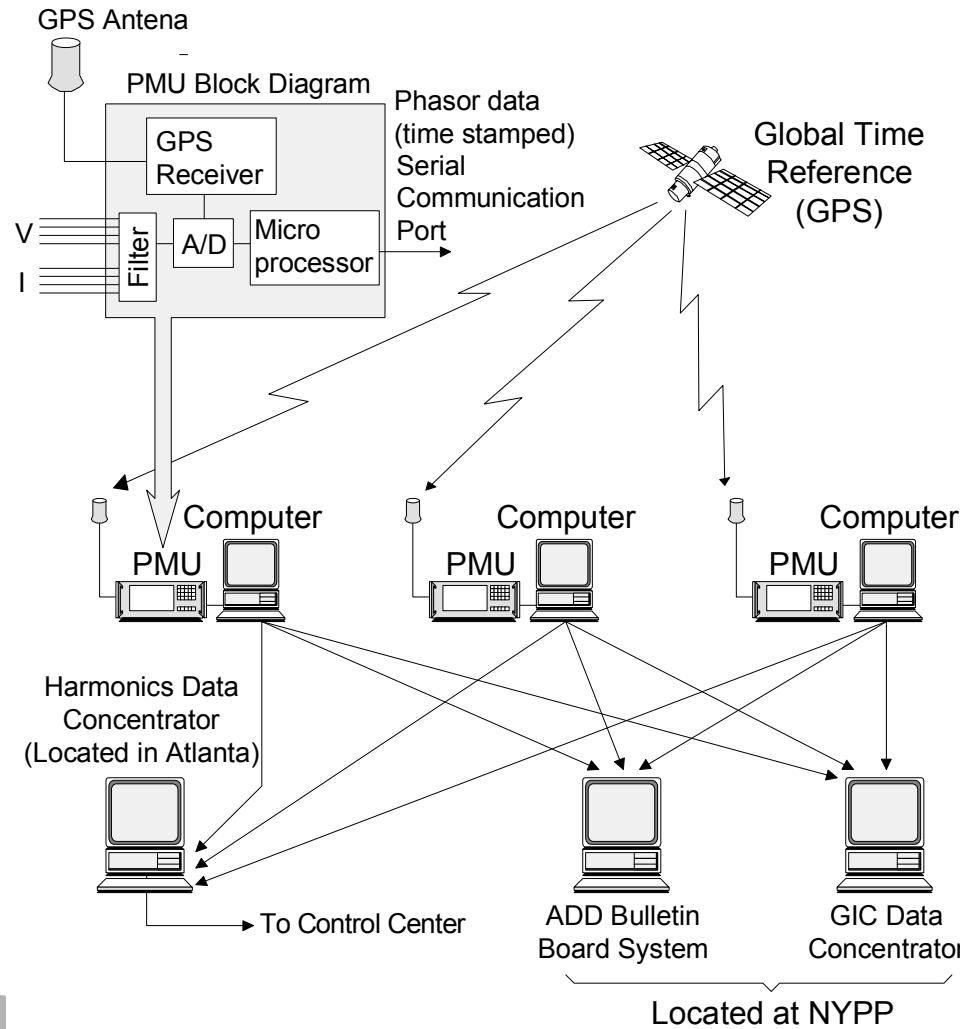 GPS Antena
PMU Block Diagram
GPS
Receiver
V
I
Filter
A/D
Micro
processor
Phasor data
(time stamped)
Serial
Communication
Port
Global Time
Reference
(GPS)
Computer
PMU
Computer
PMU
Computer
PMU
Harmonics Data
Concentrator
(Located in Atlanta)
To Control Center
ADD Bulletin
Board System
GIC Data
Concentrator
Located at NYPP